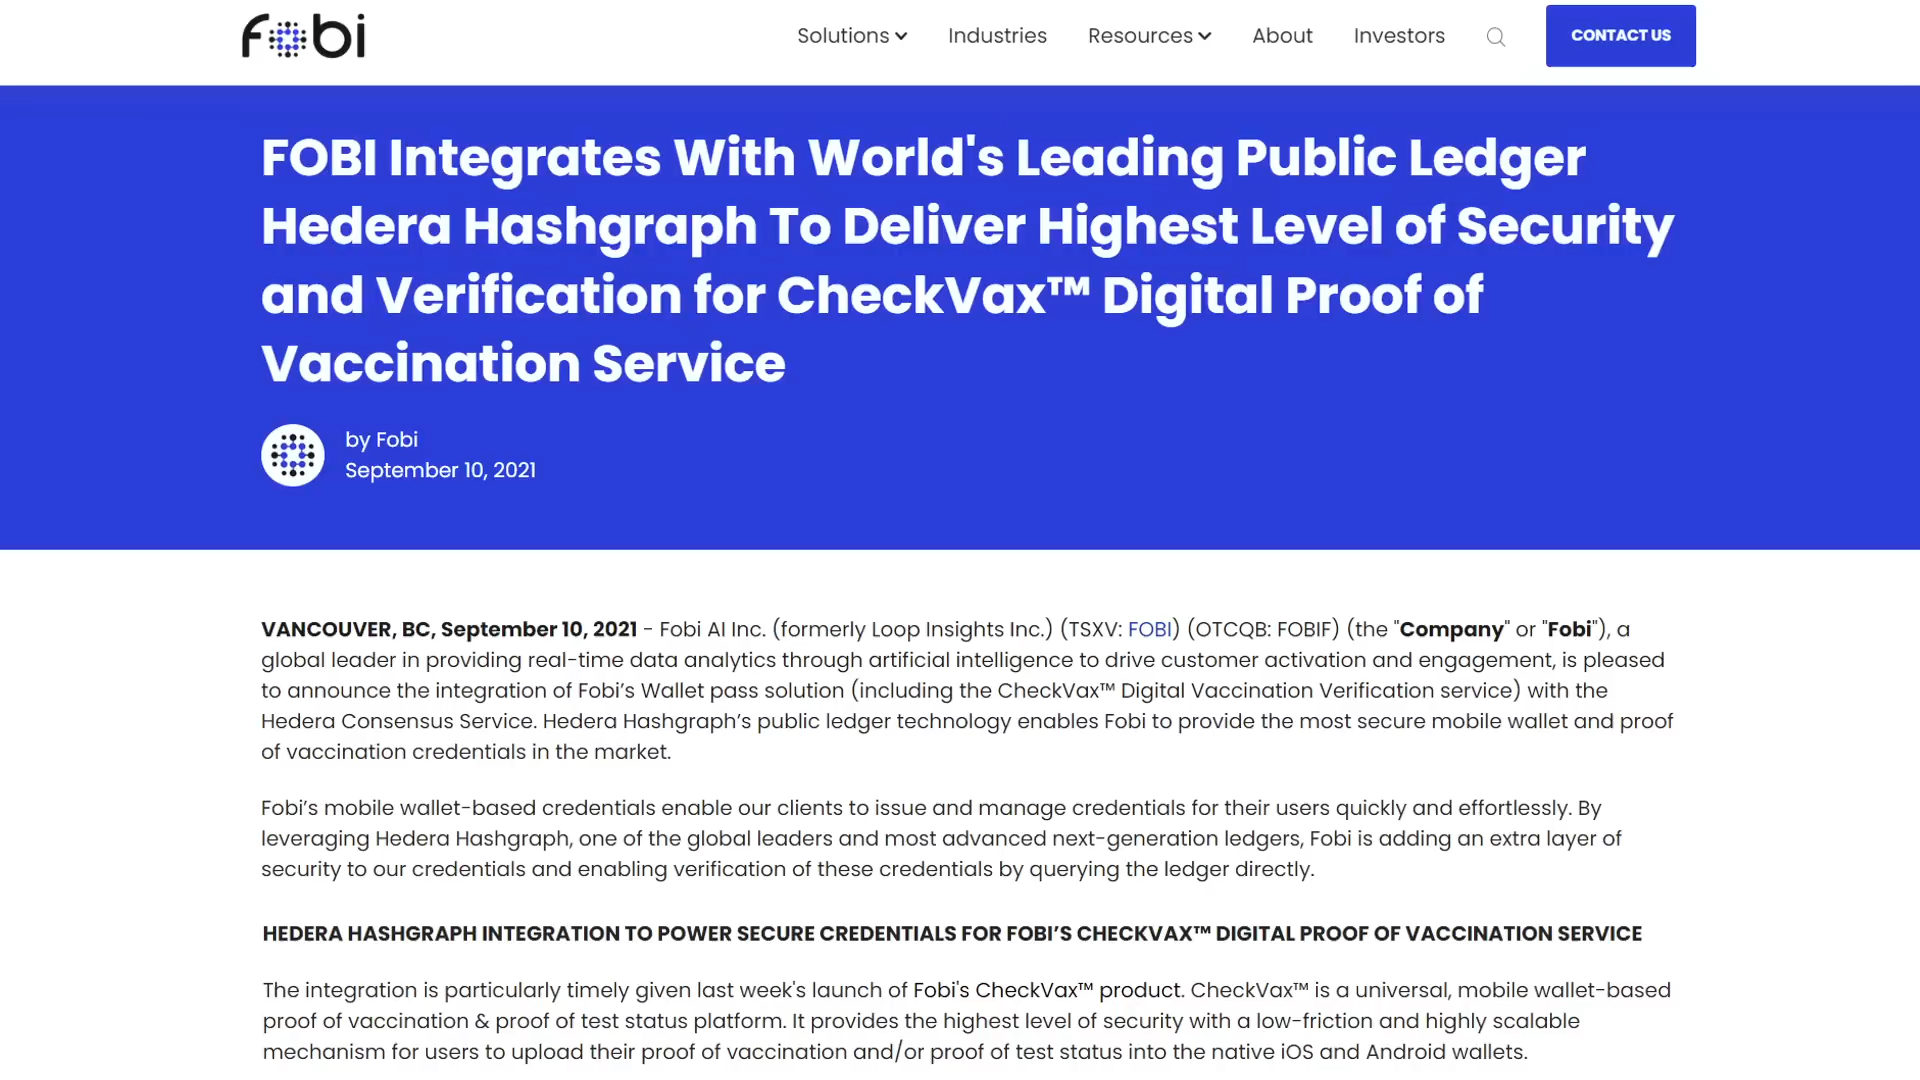 fobi
Solutions Industries Resources About Investors CONTACT US
FOBI Integrates With World's Leading Public Ledger
Hedera Hashgraph To Deliver Highest Level of Security
and Verification for CheckVax™ Digital Proof of
Vaccination Service
by Fobi
September 10, 2021
VANCOUVER, BC, September 10, 2021 - Fobi AI Inc. (formerly Loop Insights Inc.) (TSXV: FOBI) (OTCQB: FOBIF) (the "Company" or "Fobi"), a
global leader in providing real-time data analytics through artificial intelligence to drive customer activation and engagement, is pleased
to announce the integration of Fobi’s Wallet pass solution (including the CheckVax™ Digital Vaccination Verification service) with the
Hedera Consensus Service. Hedera Hashgraph’s public ledger technology enables Fobi to provide the most secure mobile wallet and proof
of vaccination credentials in the market.
Fobi’s mobile wallet-based credentials enable our clients to issue and manage credentials for their users quickly and effortlessly. By
leveraging Hedera Hashgraph, one of the global leaders and most advanced next-generation ledgers, Fobi is adding an extra layer of
security to our credentials and enabling verification of these credentials by querying the ledger directly.
HEDERA HASHGRAPH INTEGRATION TO POWER SECURE CREDENTIALS FOR FOBI’S CHECKVAX™ DIGITAL PROOF OF VACCINATION SERVICE
The integration is particularly timely given last week's launch of Fobi's CheckVax™ product. CheckVax™ is a universal, mobile wallet-based
proof of vaccination & proof of test status platform. It provides the highest level of security with a low-friction and highly scalable
mechanism for users to upload their proof of vaccination and/or proof of test status into the native iOS and Android wallets.